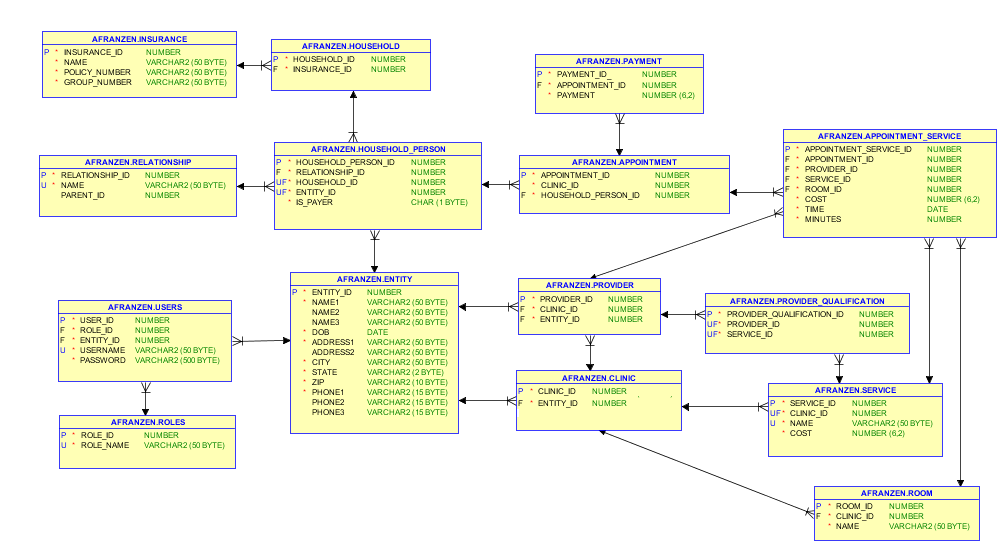 AFRANZEN.INSURANCE
P * INSURANCE_ID NUMBER
* NAME VARCHAR2 (50 BYTE)
* POLICY_NUMBER VARCHAR2 (50 BYTE)
* GROUP_NUMBER VARCHAR2 (50 BYTE)
AFRANZEN.HOUSEHOLD
P * HOUSEHOLD_ID NUMBER
F * INSURANCE_ID NUMBER
AFRANZEN.PAYMENT
P * PAYMENT_ID_ NUMBER
F * APPOINTMENT_ID NUMBER
* PAYMENT NUMBER (6,2)
AFRANZEN.APPOINTMENT_SERVICE
P * APPOINTMENT_SERVICE_ID NUMBER
F * APPOINTMENT_ID NUMBER
F * PROVIDER_ID NUMBER
F * SERVICE_ID NUMBER
F * ROOM_ID NUMBER
* COST NUMBER (6,2)
* TIME DATE
* MINUTES NUMBER
AFRANZEN.RELATIONSHIP
P * RELATIONSHIP_ID NUMBER
U * NAME VARCHAR2 (50 BYTE)
PARENT_ID NUMBER
AFRANZEN.HOUSEHOLD_PERSON
P * HOUSEHOLD_PERSON_ID NUMBER
F * RELATIONSHIP_ID NUMBER
UF * HOUSEHOLD_ID NUMBER
UF * ENTITY_ID NUMBER
* IS_PAYER CHAR (1 BYTE)
AFRANZEN.APPOINTMENT
P * APPOINTMENT_ID NUMBER
* CLINIC_ID NUMBER
F * HOUSEHOLD_PERSON_ID NUMBER
AFRANZEN.USERS
P * USER_ID NUMBER
F * ROLE_ID NUMBER
F * ENTITY_ID NUMBER
U * USERNAME VARCHAR2 (50 BYTE)
* PASSWORD VARCHAR2 (500 BYTE)
AFRANZEN.ENTITY
P * ENTITY_ID NUMBER
* NAME1 VARCHAR2 (50 BYTE)
NAME2 VARCHAR2 (50 BYTE)
NAME3 VARCHAR2 (50 BYTE)
* DOB DATE
* ADDRESS1 VARCHAR2 (50 BYTE)
ADDRESS2 VARCHAR2 (50 BYTE)
* CITY VARCHAR2 (50 BYTE)
* STATE VARCHAR2 (2 BYTE)
* ZIP VARCHAR2 (10 BYTE)
* PHONE1 VARCHAR2 (15 BYTE)
PHONE2 VARCHAR2 (15 BYTE)
PHONE3 VARCHAR2 (15 BYTE)
AFRANZEN.PROVIDER
P * PROVIDER_ID NUMBER
F * CLINIC_ID NUMBER
F * ENTITY_ID NUMBER
AFRANZEN.PROVIDER_QUALIFICATION
P * PROVIDER_QUALIFICATION_ID NUMBER
UF * PROVIDER_ID NUMBER
UF * SERVICE_ID NUMBER
AFRANZEN.CLINIC
P * CLINIC_ID NUMBER
F * ENTITY_ID NUMBER
AFRANZEN.SERVICE
P * SERVICE_ID NUMBER
UF * CLINIC_ID NUMBER
U * NAME VARCHAR2 (50 BYTE)
* COST NUMBER (6,2)
AFRANZEN.ROLES
P * ROLE_ID NUMBER
U * ROLE_NAME VARCHAR2 (50 BYTE)
AFRANZEN.ROOM
P * ROOM_ID NUMBER
F * CLINIC_ID NUMBER
* NAME VARCHAR2 (50 BYTE)